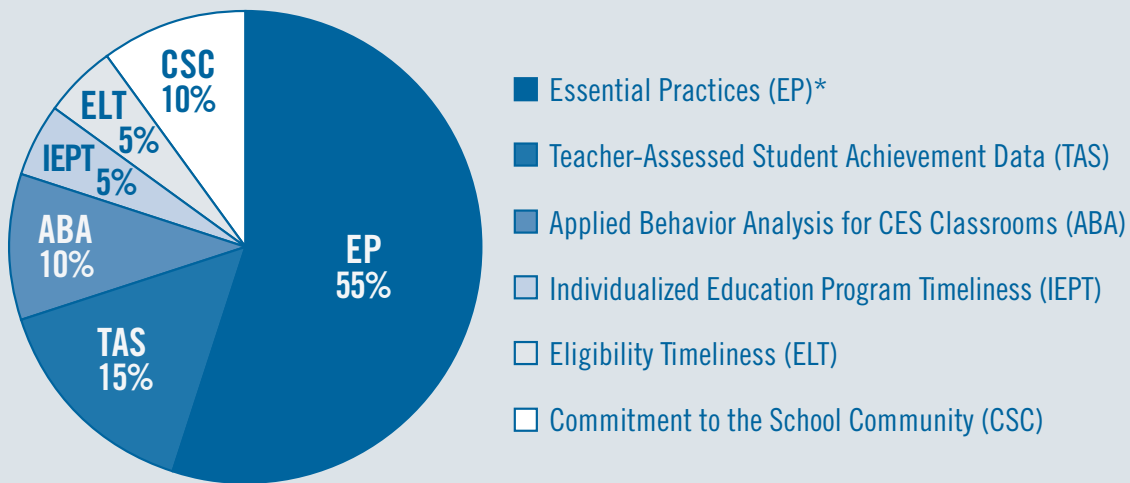 CSC
10%
ELT
5%
IEPT
5%
ABA
10%
TAS
15%
EP
55%
Essential Practices (EP)*
Teacher-Assessed Student Achievement Data (TAS)
Applied Behavior Analysis for CES Classrooms (ABA)
Individualized Education Program Timeliness (IEPT)
Eligibility Timeliness (ELT)
Commitment to the School Community (CSC)